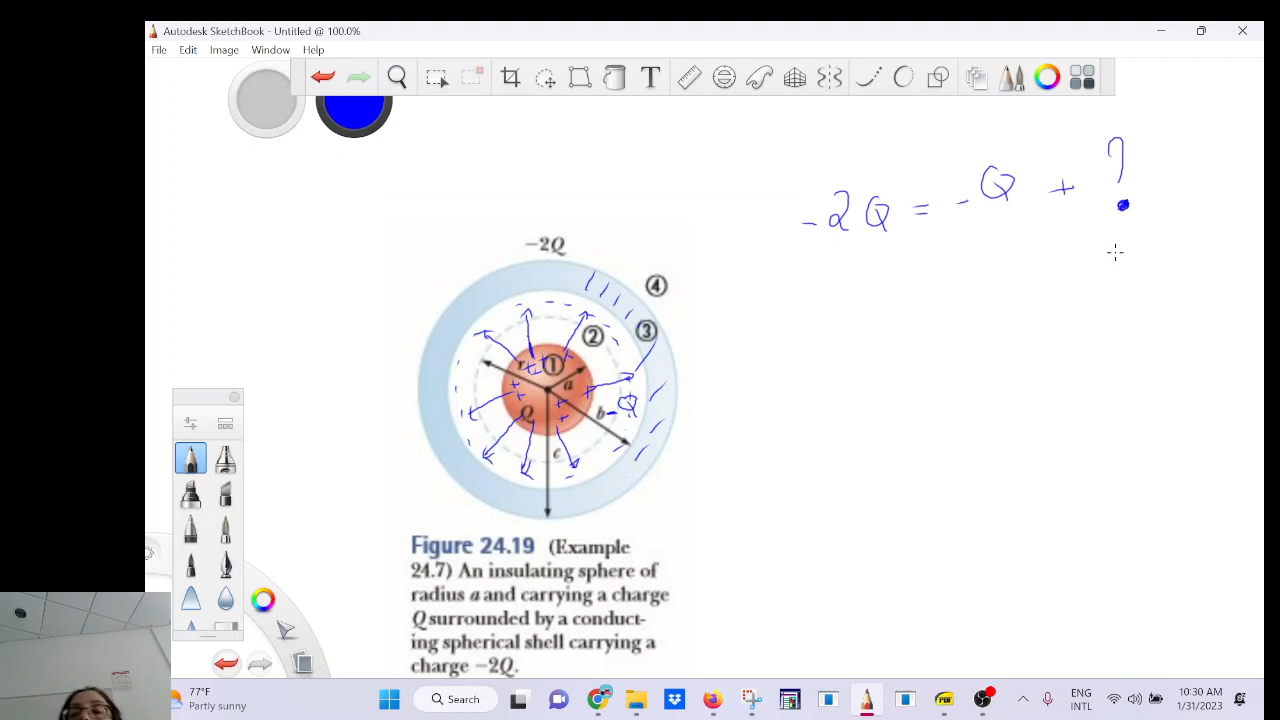 Autodesk SketchBook - Untitled @ 100.0%
File Edit Image Window Help
T
-2Q = -Q + ?
-2Q
④
③
②
①
r
a
Q
b
-Q
c
Figure 24.19 (Example
24.7) An insulating sphere of
radius a and carrying a charge
Q surrounded by a conduct-
ing spherical shell carrying a
charge −2Q.
77°F
Partly sunny
Search
ENG
INTL
10:30 AM
1/31/2023